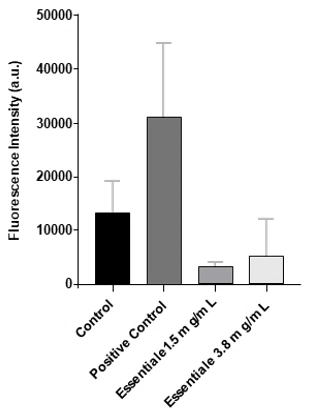 Fluorescence Intensity (a.u.)
50000
40000
30000
20000
10000
0
Control
Positive Control
Essentiale 1.5 m g/m L
Essentiale 3.8 m g/m L